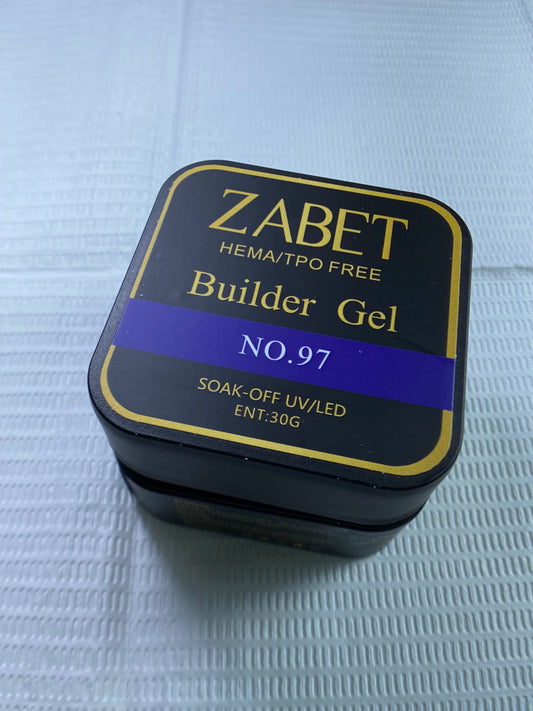 ZABET
HEMA/TPO FREE
Builder Gel
NO.97
SOAK-OFF UV/LED
ENT:30G